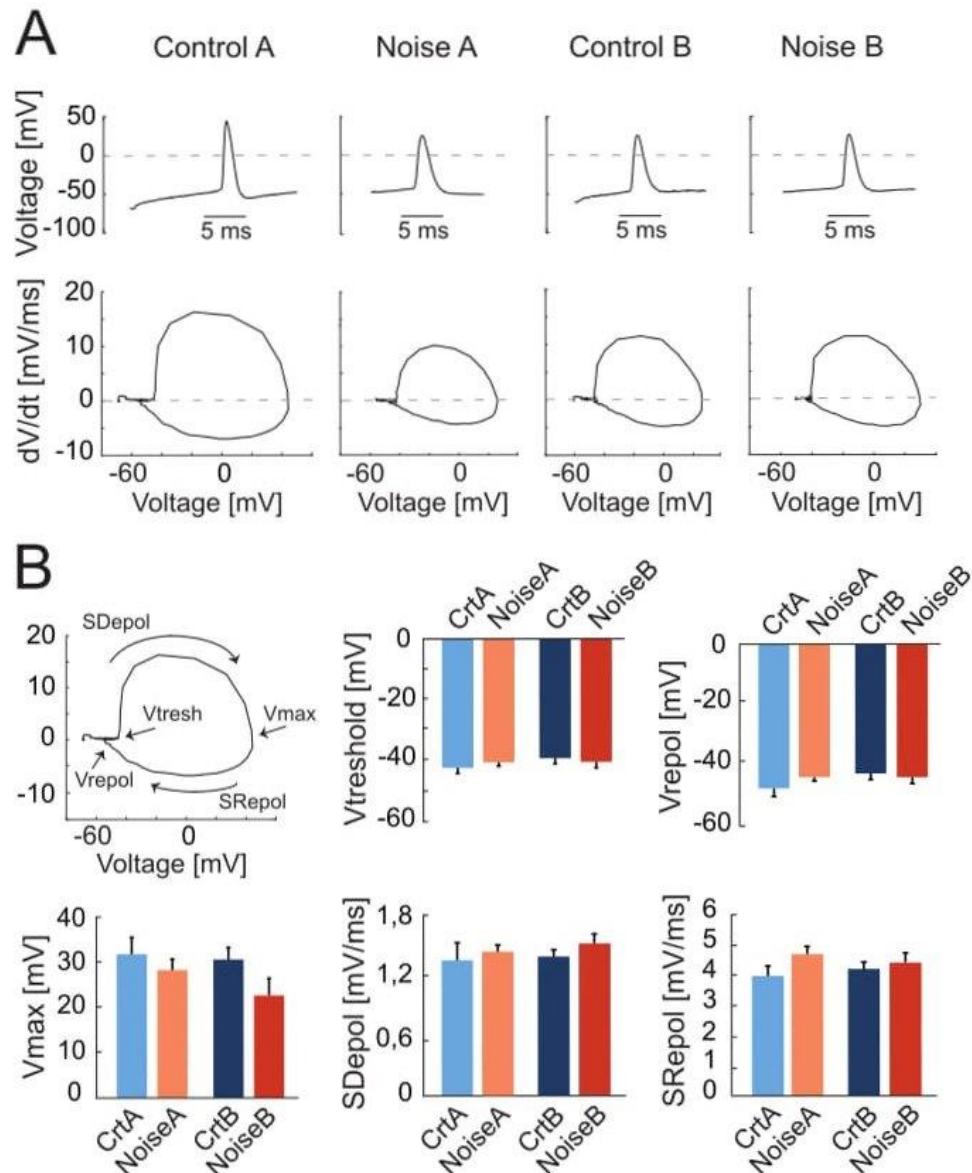 A
Control A
Noise A
Control B
Noise B
Voltage [mV]
50
0
-50
-100
5 ms
5 ms
5 ms
5 ms
dV/dt [mV/ms]
20
10
0
-10
-60
0
-60
0
-60
0
-60
0
Voltage [mV]
Voltage [mV]
Voltage [mV]
Voltage [mV]
B
20
10
0
-10
SDepol
Vtresh
Vmax
Vrepol
SRepol
-60
0
Voltage [mV]
CrtA
NoiseA
CrtB
NoiseB
Vtreshold [mV]
0
-20
-40
-60
CrtA
NoiseA
CrtB
NoiseB
Vrepol [mV]
0
-20
-40
-60
Vmax [mV]
40
30
20
10
0
CrtA
NoiseA
CrtB
NoiseB
SDepol [mV/ms]
1,8
1,2
0,6
0
CrtA
NoiseA
CrtB
NoiseB
SRepol [mV/ms]
6
5
4
3
2
1
0
CrtA
NoiseA
CrtB
NoiseB